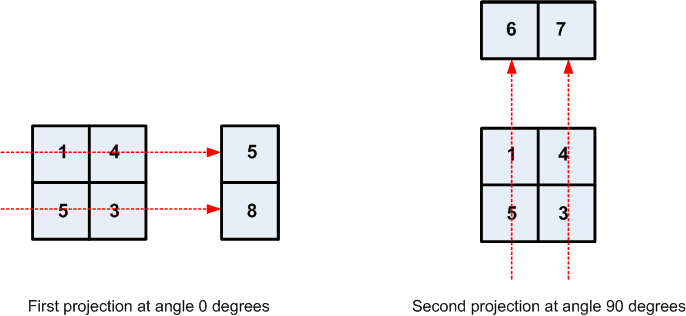 6 7
1 4 5
1 4
5 3 8
5 3
First projection at angle 0 degrees
Second projection at angle 90 degrees